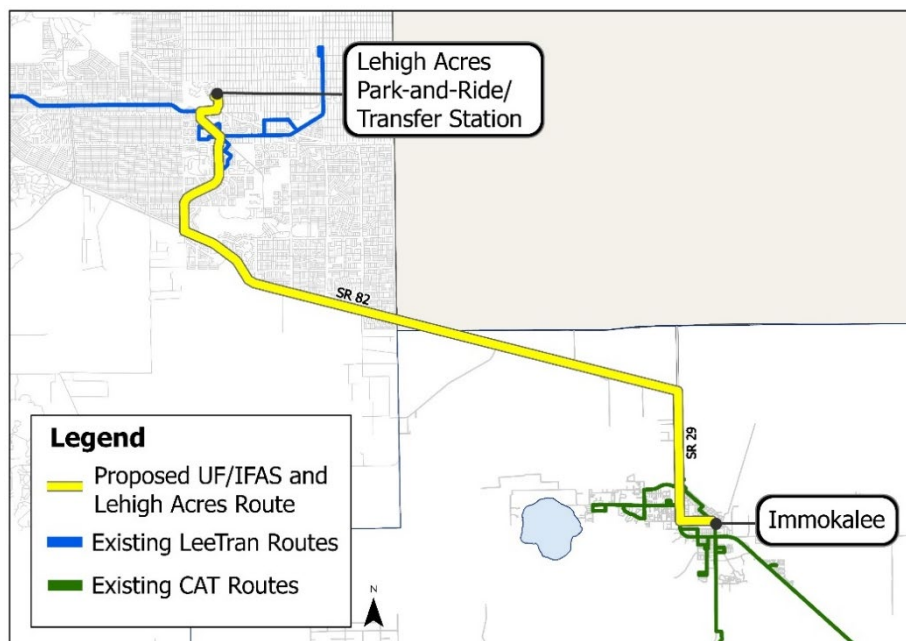 Lehigh Acres
Park-and-Ride/
Transfer Station
SR 82
SR 29
Immokalee
Legend
Proposed UF/IFAS and
Lehigh Acres Route
Existing LeeTran Routes
Existing CAT Routes
N